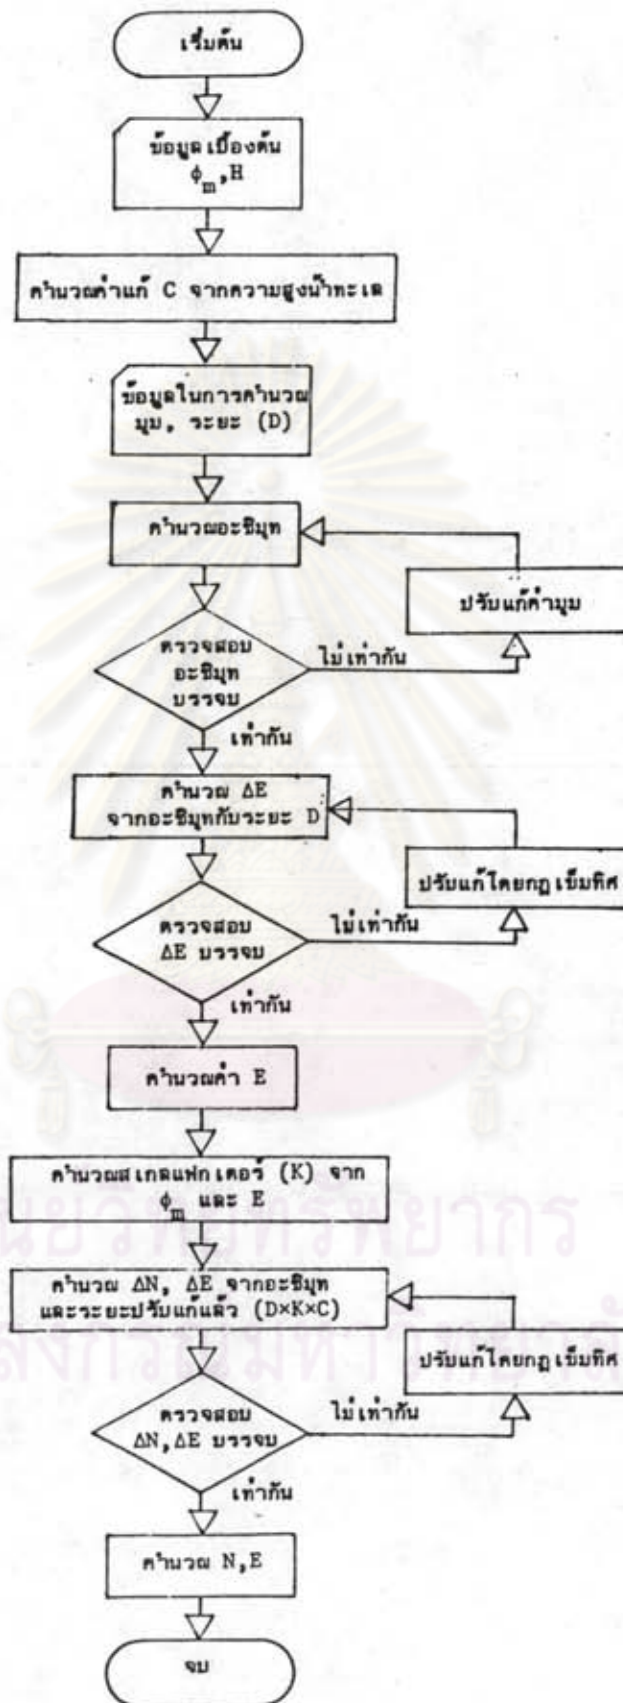 เริ่มต้น
ข้อมูลเบื้องต้น
ϕm,H
คำนวณค่าแก้ C จากความสูงน้ำทะเล
ข้อมูลในการคำนวณ
มุม, ระยะ (D)
คำนวณอะซิมุท
ปรับแก้ค่ามุม
ตรวจสอบ
อะซิมุท
บรรจบ
ไม่เท่ากัน
เท่ากัน
คำนวณ ΔE
จากอะซิมุทกับระยะ D
ปรับแก้โดยกฎเข็มทิศ
ตรวจสอบ
ΔE บรรจบ
ไม่เท่ากัน
เท่ากัน
คำนวณค่า E
คำนวณสเกลแฟกเตอร์ (K) จาก
ϕm และ E
คำนวณ ΔN, ΔE จากอะซิมุท
และระยะปรับแก้แล้ว (D×K×C)
ปรับแก้โดยกฎเข็มทิศ
ตรวจสอบ
ΔN,ΔE บรรจบ
ไม่เท่ากัน
เท่ากัน
คำนวณ N,E
จบ